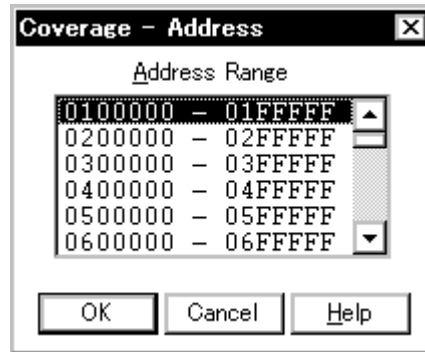 Coverage - Address
Address Range
0100000 - 01FFFFF
0200000 - 02FFFFF
0300000 - 03FFFFF
0400000 - 04FFFFF
0500000 - 05FFFFF
0600000 - 06FFFFF
OK Cancel Help